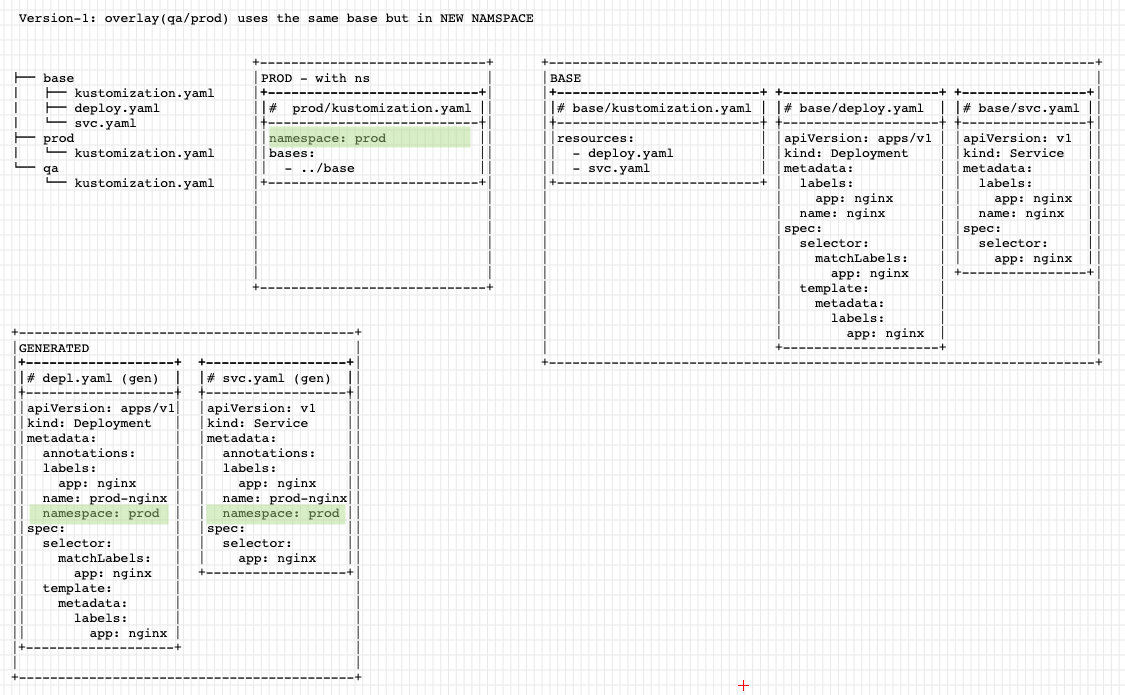 Version-1: overlay(qa/prod) uses the same base but in NEW NAMSPACE
├── base
│   ├── kustomization.yaml
│   ├── deploy.yaml
│   └── svc.yaml
├── prod
│   └── kustomization.yaml
└── qa
    └── kustomization.yaml
PROD - with ns
#  prod/kustomization.yaml
namespace: prod
bases:
  - ../base
BASE
# base/kustomization.yaml
resources:
  - deploy.yaml
  - svc.yaml
# base/deploy.yaml
apiVersion: apps/v1
kind: Deployment
metadata:
  labels:
    app: nginx
  name: nginx
spec:
  selector:
    matchLabels:
      app: nginx
  template:
    metadata:
      labels:
        app: nginx
# base/svc.yaml
apiVersion: v1
kind: Service
metadata:
  labels:
    app: nginx
  name: nginx
spec:
  selector:
    app: nginx
GENERATED
# depl.yaml (gen)
apiVersion: apps/v1
kind: Deployment
metadata:
  annotations:
  labels:
    app: nginx
  name: prod-nginx
  namespace: prod
spec:
  selector:
    matchLabels:
      app: nginx
  template:
    metadata:
      labels:
        app: nginx
# svc.yaml (gen)
apiVersion: v1
kind: Service
metadata:
  annotations:
  labels:
    app: nginx
  name: prod-nginx
  namespace: prod
spec:
  selector:
    app: nginx